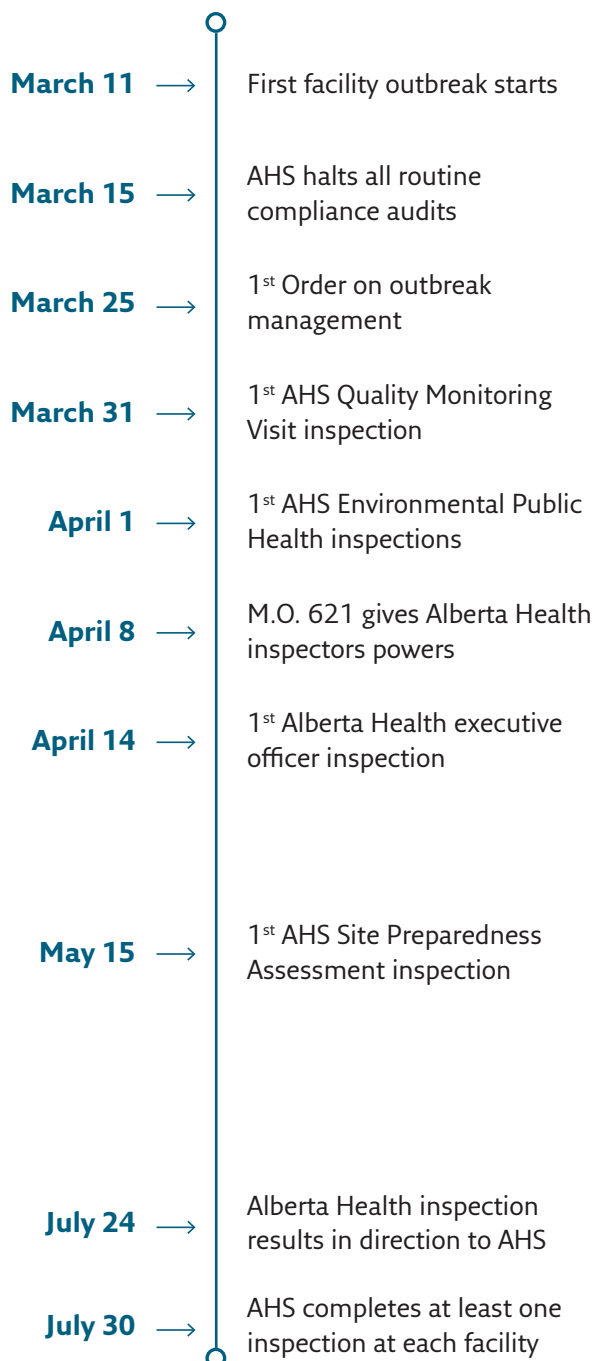 March 11 → First facility outbreak starts
March 15 → AHS halts all routine
compliance audits
March 25 → 1st Order on outbreak
management
March 31 → 1st AHS Quality Monitoring
Visit inspection
April 1 → 1st AHS Environmental Public
Health inspections
April 8 → M.O. 621 gives Alberta Health
inspectors powers
April 14 → 1st Alberta Health executive
officer inspection
May 15 → 1st AHS Site Preparedness
Assessment inspection
July 24 → Alberta Health inspection
results in direction to AHS
July 30 → AHS completes at least one
inspection at each facility